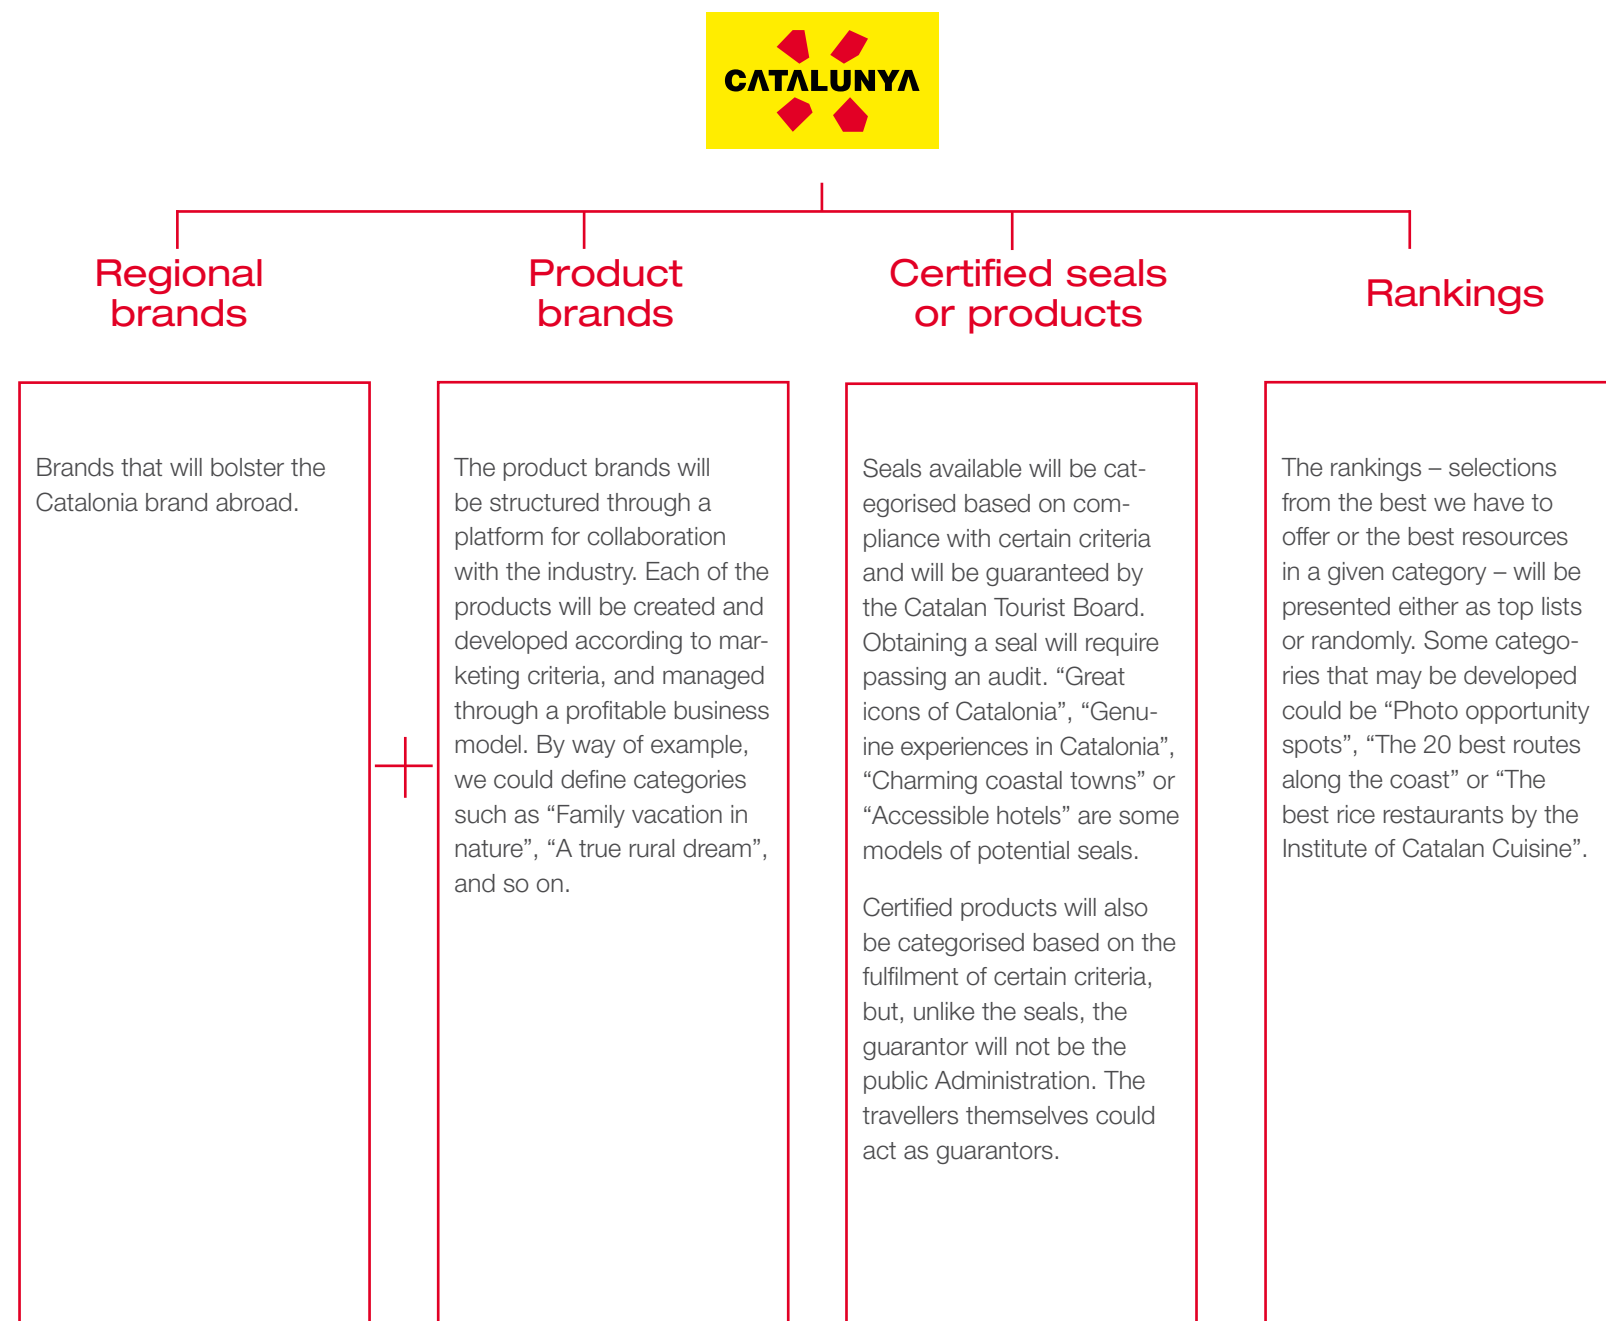 CATALUNYA
Regional
brands
Product
brands
Certified seals
or products
Rankings
Brands that will bolster the
Catalonia brand abroad.
The product brands will
be structured through a
platform for collaboration
with the industry. Each of the
products will be created and
developed according to mar-
keting criteria, and managed
through a profitable business
model. By way of example,
we could define categories
such as “Family vacation in
nature”, “A true rural dream”,
and so on.
Seals available will be cat-
egorised based on com-
pliance with certain criteria
and will be guaranteed by
the Catalan Tourist Board.
Obtaining a seal will require
passing an audit. “Great
icons of Catalonia”, “Genu-
ine experiences in Catalonia”,
“Charming coastal towns” or
“Accessible hotels” are some
models of potential seals.
Certified products will also
be categorised based on the
fulfilment of certain criteria,
but, unlike the seals, the
guarantor will not be the
public Administration. The
travellers themselves could
act as guarantors.
The rankings – selections
from the best we have to
offer or the best resources
in a given category – will be
presented either as top lists
or randomly. Some catego-
ries that may be developed
could be “Photo opportunity
spots”, “The 20 best routes
along the coast” or “The
best rice restaurants by the
Institute of Catalan Cuisine”.